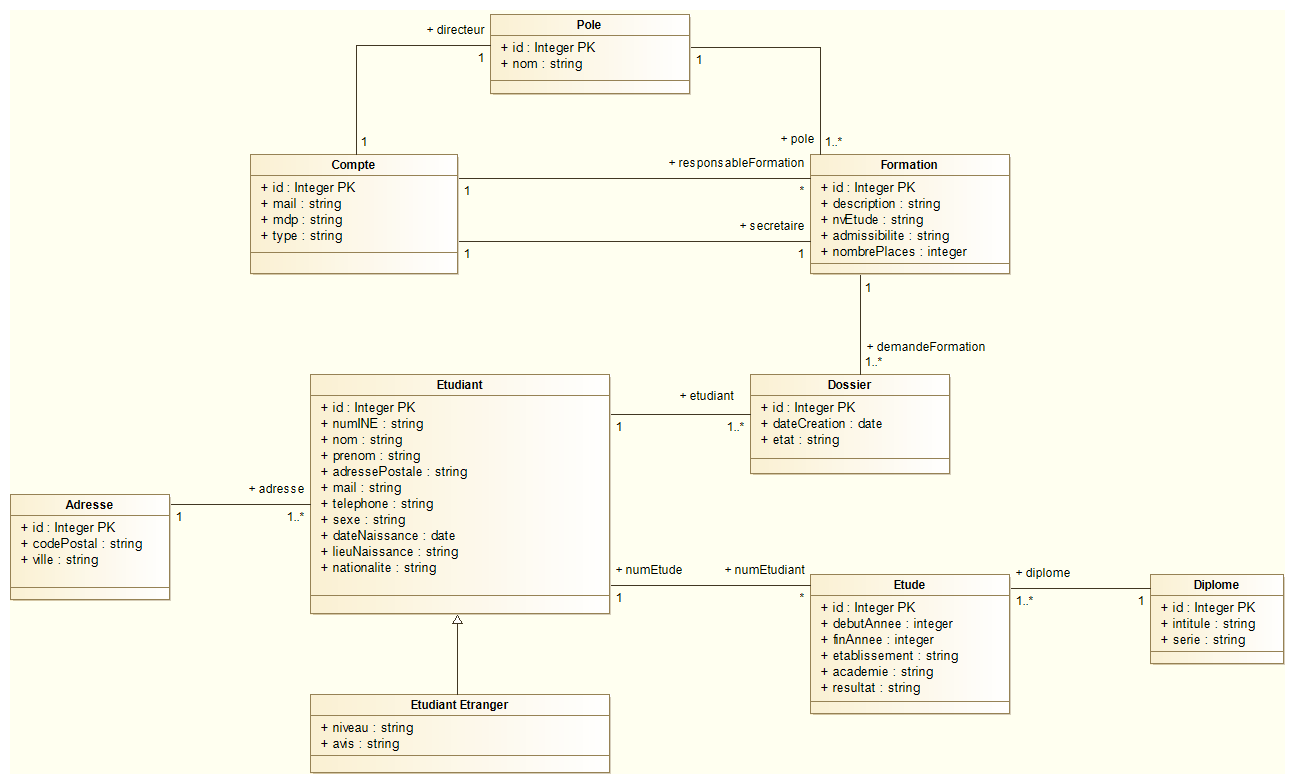 Pole
+ id : Integer PK
+ nom : string
+ directeur
1
1
1
+ pole
1..*
Compte
+ id : Integer PK
+ mail : string
+ mdp : string
+ type : string
+ responsableFormation
1
*
+ secretaire
1
1
Formation
+ id : Integer PK
+ description : string
+ nvEtude : string
+ admissibilite : string
+ nombrePlaces : integer
1
+ demandeFormation
1..*
Etudiant
+ id : Integer PK
+ numINE : string
+ nom : string
+ prenom : string
+ adressePostale : string
+ mail : string
+ telephone : string
+ sexe : string
+ dateNaissance : date
+ lieuNaissance : string
+ nationalite : string
+ etudiant
1
1..*
Dossier
+ id : Integer PK
+ dateCreation : date
+ etat : string
Adresse
+ id : Integer PK
+ codePostal : string
+ ville : string
+ adresse
1
1..*
+ numEtude
+ numEtudiant
1
*
Etude
+ id : Integer PK
+ debutAnnee : integer
+ finAnnee : integer
+ etablissement : string
+ academie : string
+ resultat : string
+ diplome
1..*
1
Diplome
+ id : Integer PK
+ intitule : string
+ serie : string
Etudiant Etranger
+ niveau : string
+ avis : string